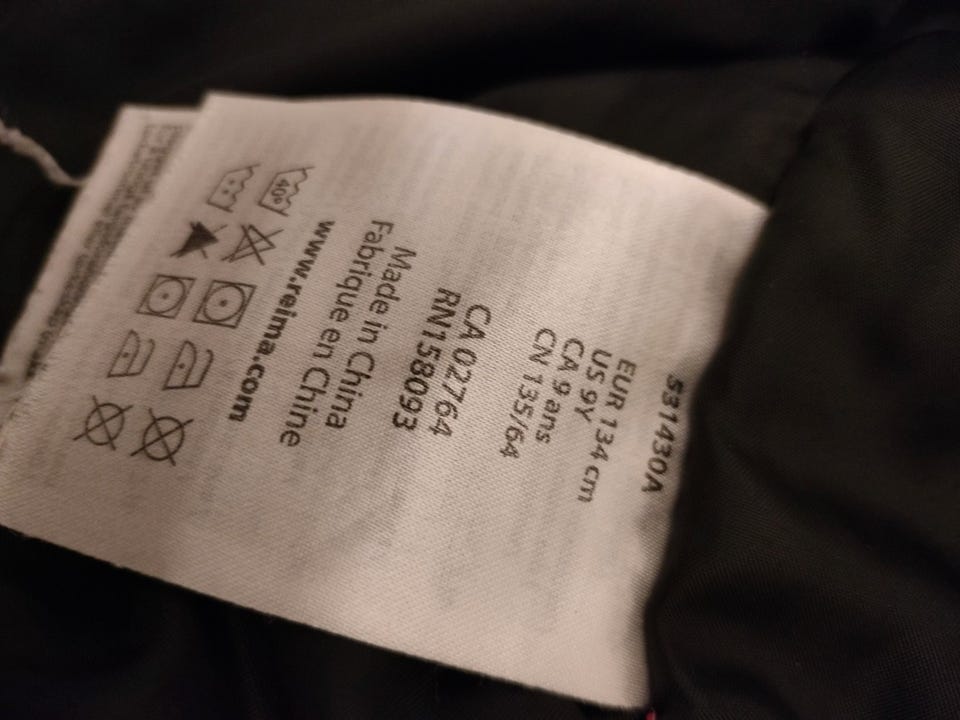 531430A
EUR 134 cm
US 9Y
CA 9 ans
CN 135/64
CA 02764
RN158093
Made in China
Fabrique en Chine
www.reima.com
40°